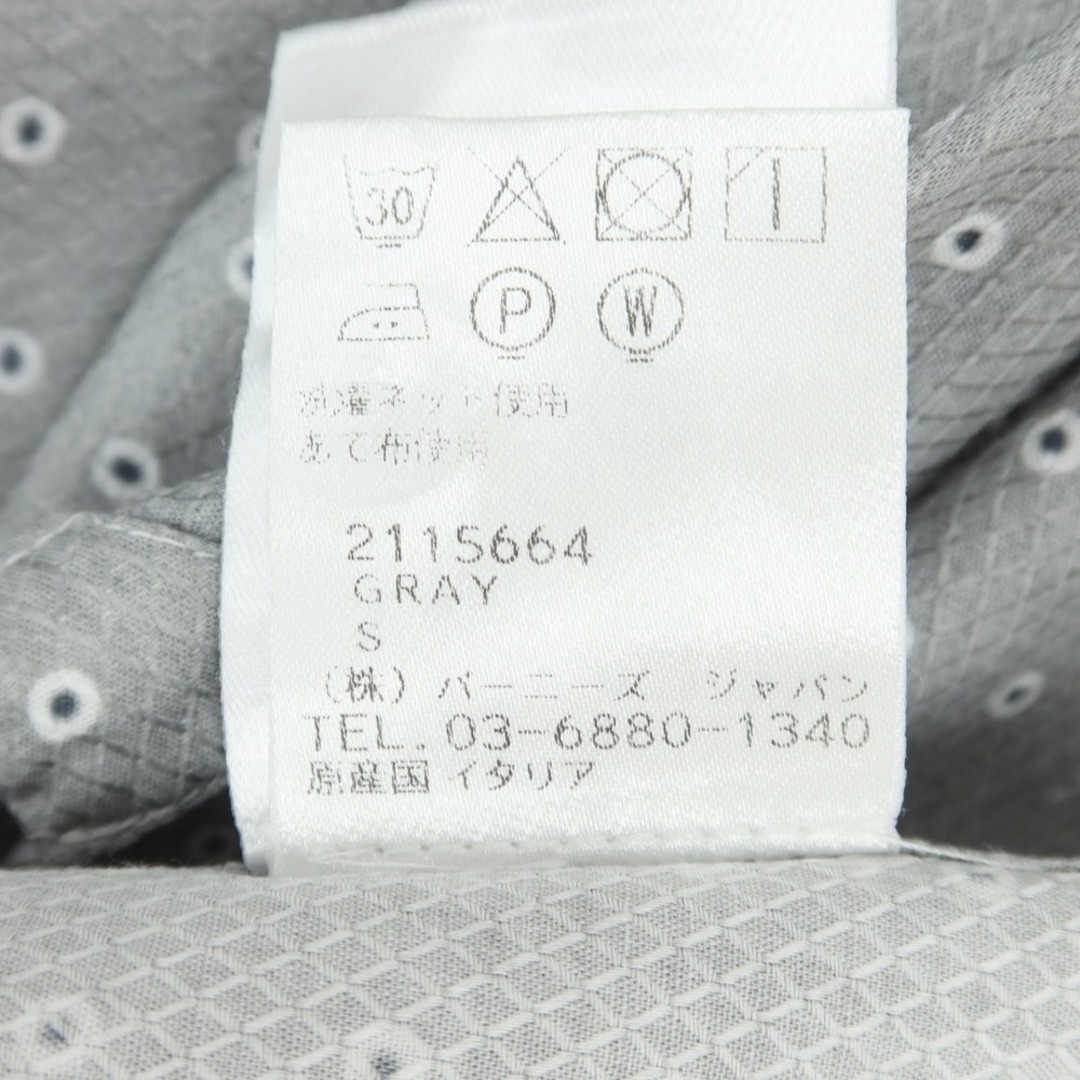 30
P W
洗濯ネット使用
あて布使用
2115664
GRAY
S
(株) バーニーズ ジャパン
TEL. 03-6880-1340
原産国 イタリア